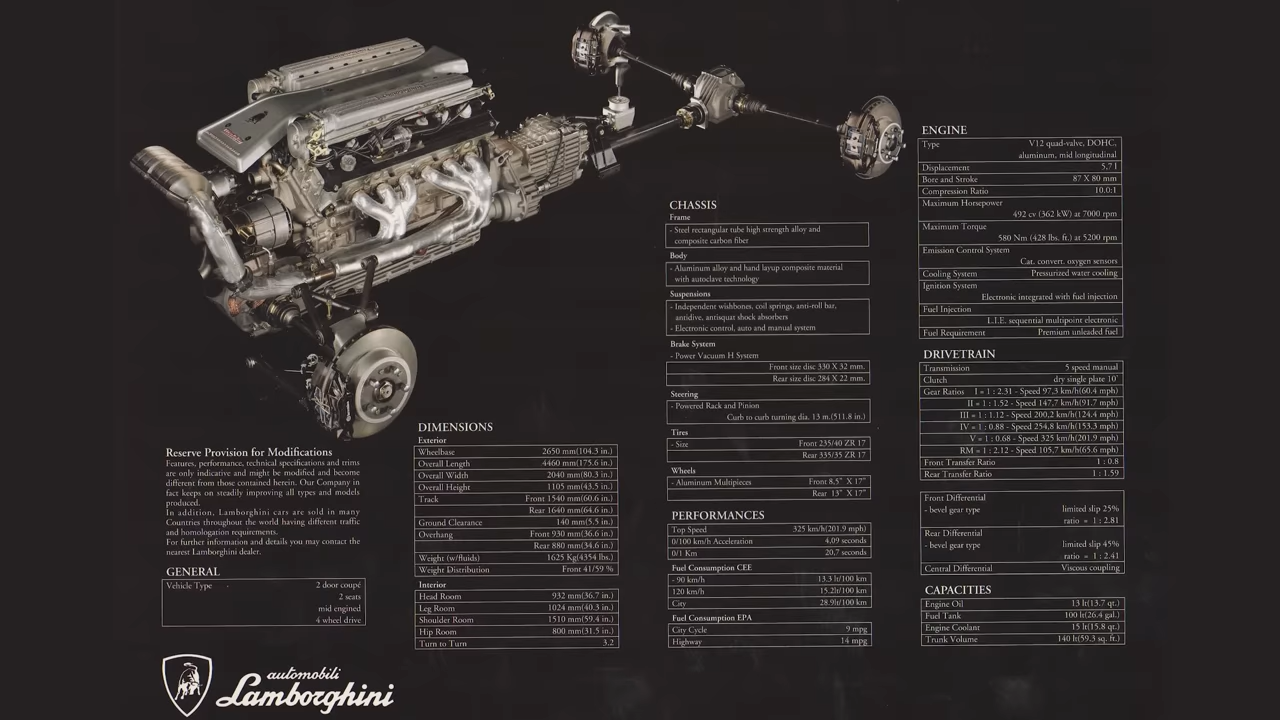 Reserve Provision for Modifications
Features, performance, technical specifications and trims
are only indicative and might be modified and become
different from those contained herein. Our Company in
fact keeps on steadily improving all types and models
produced.
In addition, Lamborghini cars are sold in many
Countries throughout the world having different traffic
and homologation requirements.
For further information and details you may contact the
nearest Lamborghini dealer.
GENERAL
Vehicle Type - 2 door coupé
2 seats
mid engined
4 wheel drive
automobili
Lamborghini
DIMENSIONS
Exterior
Wheelbase 2650 mm(104.3 in.)
Overall Length 4460 mm(175.6 in.)
Overall Width 2040 mm(80.3 in.)
Overall Height 1105 mm(43.5 in.)
Track Front 1540 mm(60.6 in.)
Rear 1640 mm(64.6 in.)
Ground Clearance 140 mm(5.5 in.)
Overhang Front 930 mm(36.6 in.)
Rear 880 mm(34.6 in.)
Weight (w/fluids) 1625 Kg(4354 lbs.)
Weight Distribution Front 41/59 %
Interior
Head Room 932 mm(36.7 in.)
Leg Room 1024 mm(40.3 in.)
Shoulder Room 1510 mm(59.4 in.)
Hip Room 800 mm(31.5 in.)
Turn to Turn 3.2
CHASSIS
Frame
- Steel rectangular tube high strength alloy and
composite carbon fiber
Body
- Aluminum alloy and hand layup composite material
with autoclave technology
Suspensions
- Independent wishbones, coil springs, anti-roll bar,
antidive, antisquat shock absorbers
- Electronic control, auto and manual system
Brake System
- Power Vacuum H System
Front size disc 330 X 32 mm.
Rear size disc 284 X 22 mm.
Steering
- Powered Rack and Pinion
Curb to curb turning dia. 13 m.(511.8 in.)
Tires
- Size Front 235/40 ZR 17
Rear 335/35 ZR 17
Wheels
- Aluminum Multipieces Front 8,5" X 17"
Rear 13" X 17"
PERFORMANCES
Top Speed 325 km/h(201.9 mph)
0/100 km/h Acceleration 4,09 seconds
0/1 Km 20,7 seconds
Fuel Consumption CEE
- 90 km/h 13.3 lt/100 km
120 km/h 15.2lt/100 km
City 28.9lt/100 km
Fuel Consumption EPA
City Cycle 9 mpg
Highway 14 mpg
ENGINE
Type V12 quad-valve, DOHC,
aluminum, mid longitudinal
Displacement 5,7 l
Bore and Stroke 87 X 80 mm
Compression Ratio 10.0:1
Maximum Horsepower
492 cv (362 kW) at 7000 rpm
Maximum Torque
580 Nm (428 lbs. ft.) at 5200 rpm
Emission Control System
Cat. convert. oxygen sensors
Cooling System Pressurized water cooling
Ignition System
Electronic integrated with fuel injection
Fuel Injection
L.I.E. sequential multipoint electronic
Fuel Requirement Premium unleaded fuel
DRIVETRAIN
Transmission 5 speed manual
Clutch dry single plate 10"
Gear Ratios I = 1 : 2.31 - Speed 97.3 km/h(60.4 mph)
II = 1 : 1.52 - Speed 147,7 km/h(91.7 mph)
III = 1 : 1.12 - Speed 200,2 km/h(124.4 mph)
IV = 1 : 0.88 - Speed 254,8 km/h(153.3 mph)
V = 1 : 0.68 - Speed 325 km/h(201.9 mph)
RM = 1 : 2.12 - Speed 105.7 km/h(65.6 mph)
Front Transfer Ratio 1 : 0.8
Rear Transfer Ratio 1 : 1.59
Front Differential
- bevel gear type limited slip 25%
ratio = 1 : 2.81
Rear Differential
- bevel gear type limited slip 45%
ratio = 1 : 2.41
Central Differential Viscous coupling
CAPACITIES
Engine Oil 13 lt(13.7 qt.)
Fuel Tank 100 lt(26.4 gal.)
Engine Coolant 15 lt(15.8 qt.)
Trunk Volume 140 lt(59.3 sq. ft.)